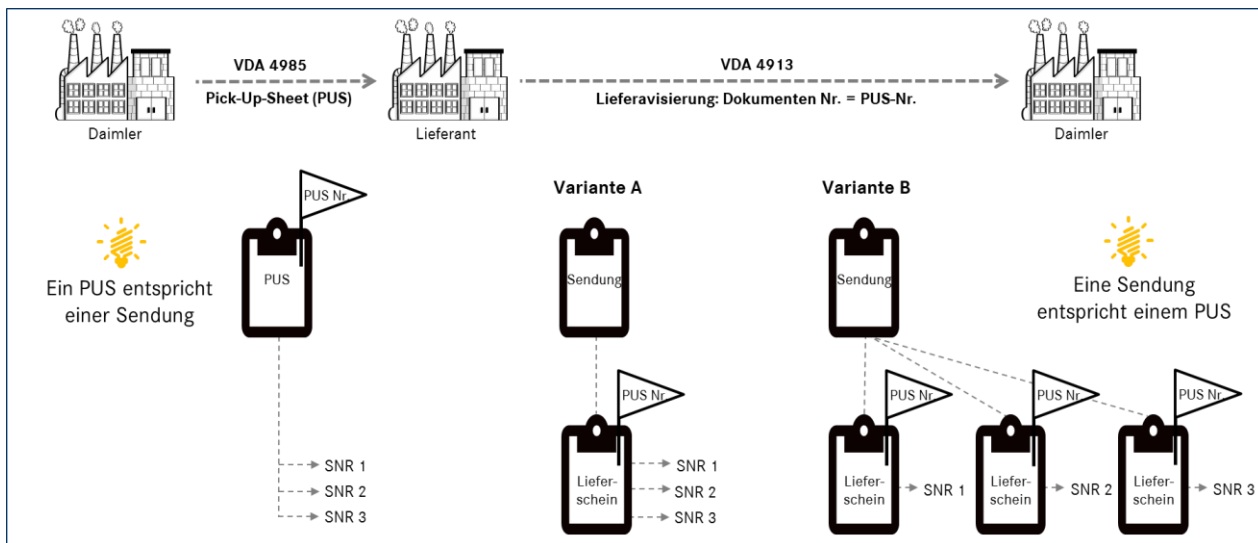 VDA 4985
VDA 4913
Pick-Up-Sheet (PUS)
Lieferavisierung: Dokumenten Nr. = PUS-Nr.
Daimler
Lieferant
Daimler
Variante A
Variante B
PUS Nr.
PUS
Sendung
Sendung
Ein PUS entspricht
einer Sendung
Eine Sendung
entspricht einem PUS
PUS Nr.
PUS Nr.
PUS Nr.
PUS Nr.
SNR 1
SNR 2
SNR 3
Liefer-
schein
SNR 1
SNR 2
SNR 3
Liefer-
schein
SNR 1
Liefer-
schein
SNR 2
Liefer-
schein
SNR 3